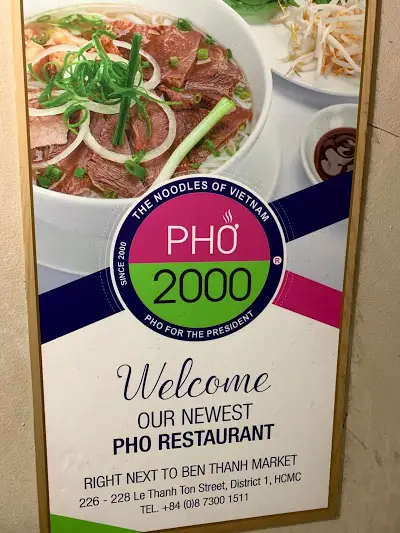 THE NOODLES OF VIETNAM
SINCE 2000
PHỞ
2000
®
PHO FOR THE PRESIDENT
Welcome
OUR NEWEST
PHO RESTAURANT
RIGHT NEXT TO BEN THANH MARKET
226 - 228 Le Thanh Ton Street, District 1, HCMC
TEL. +84 (0)8 7300 1511